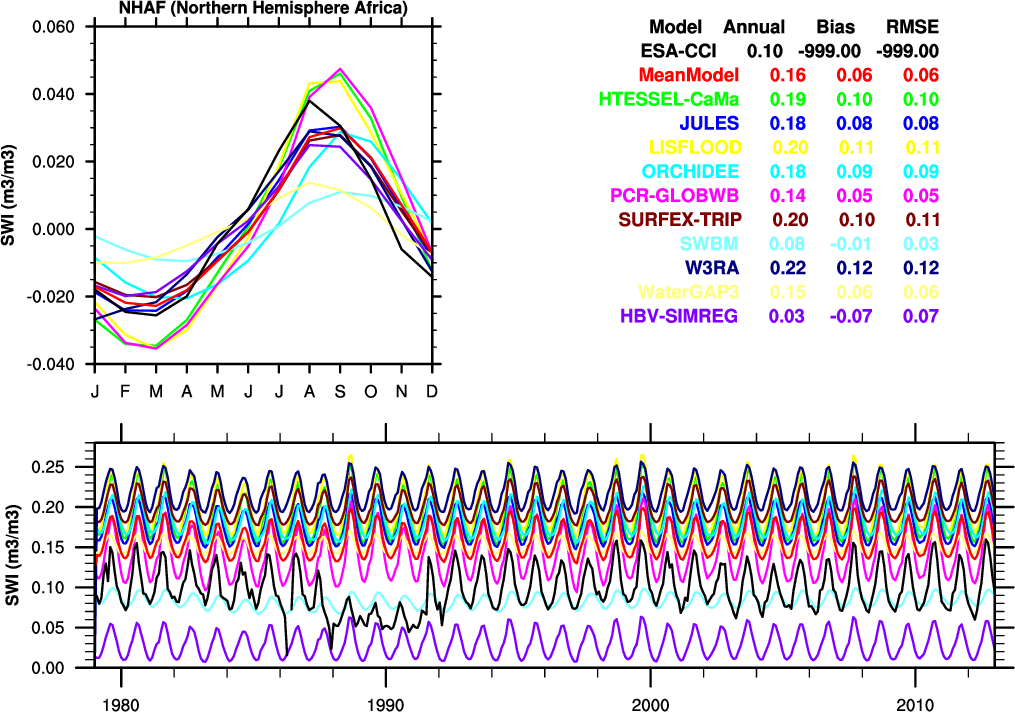 NHAF (Northern Hemisphere Africa)
0.060
0.040
0.020
0.000
-0.020
-0.040
SWI (m3/m3)
J F M A M J J A S O N D
Model Annual Bias RMSE
ESA-CCI 0.10 -999.00 -999.00
MeanModel 0.16 0.06 0.06
HTESSEL-CaMa 0.19 0.10 0.10
JULES 0.18 0.08 0.08
LISFLOOD 0.20 0.11 0.11
ORCHIDEE 0.18 0.09 0.09
PCR-GLOBWB 0.14 0.05 0.05
SURFEX-TRIP 0.20 0.10 0.11
SWBM 0.08 -0.01 0.03
W3RA 0.22 0.12 0.12
WaterGAP3 0.15 0.06 0.06
HBV-SIMREG 0.03 -0.07 0.07
0.25
0.20
0.15
0.10
0.05
0.00
SWI (m3/m3)
1980 1990 2000 2010